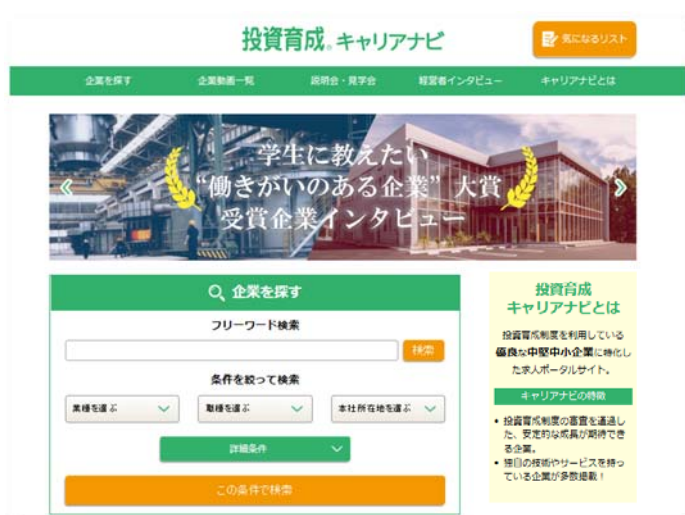 投資育成® キャリアナビ
気になるリスト
企業を探す
企業動画一覧
説明会・見学会
経営者インタビュー
キャリアナビとは
学生に教えたい
“働きがいのある企業”大賞
受賞企業インタビュー
企業を探す
フリーワード検索
検索
条件を絞って検索
業種を選ぶ
職種を選ぶ
本社所在地を選ぶ
詳細条件
この条件で検索
投資育成
キャリアナビとは
投資育成制度を利用している
優良な中堅中小企業に特化し
た求人ポータルサイト。
キャリアナビの特徴
• 投資育成制度の審査を通過し
た、安定的な成長が期待でき
る企業。
• 独自の技術やサービスを持っ
ている企業が多数掲載！